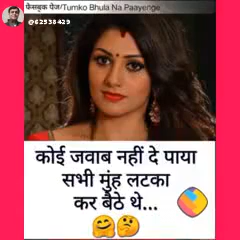 फेसबुक पेज/Tumko Bhula Na Paayenge
@62538429
कोई जवाब नहीं दे पाया
सभी मुंह लटका
कर बैठे थे...